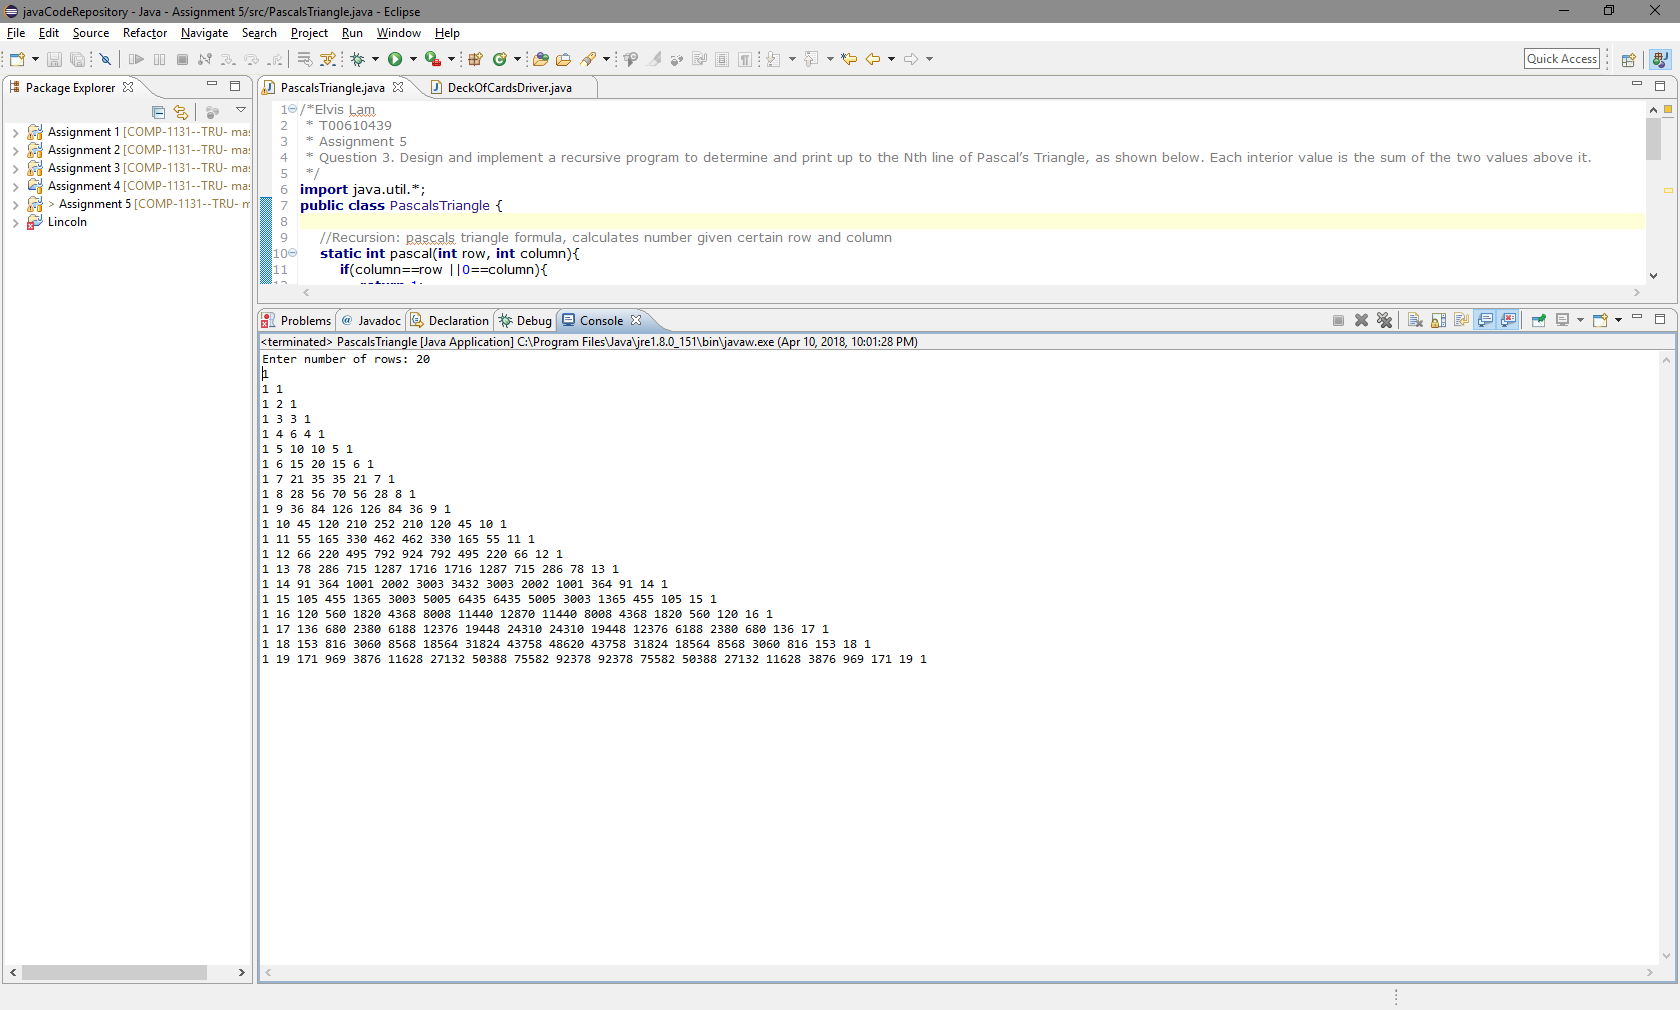 javaCodeRepository - Java - Assignment 5/src/PascalsTriangle.java - Eclipse
File Edit Source Refactor Navigate Search Project Run Window Help
Quick Access
Package Explorer
Assignment 1 [COMP-1131--TRU- mas
Assignment 2 [COMP-1131--TRU- mas
Assignment 3 [COMP-1131--TRU- mas
Assignment 4 [COMP-1131--TRU- mas
> Assignment 5 [COMP-1131--TRU- m
Lincoln
PascalsTriangle.java DeckOfCardsDriver.java
1 /*Elvis Lam
2 * T00610439
3 * Assignment 5
4 * Question 3. Design and implement a recursive program to determine and print up to the Nth line of Pascal's Triangle, as shown below. Each interior value is the sum of the two values above it.
5 */
6 import java.util.*;
7 public class PascalsTriangle {
8
9 //Recursion: pascals triangle formula, calculates number given certain row and column
10 static int pascal(int row, int column){
11 if(column==row ||0==column){
12 return 1;
Problems @ Javadoc Declaration Debug Console
<terminated> PascalsTriangle [Java Application] C:\Program Files\Java\jre1.8.0_151\bin\javaw.exe (Apr 10, 2018, 10:01:28 PM)
Enter number of rows: 20
1
1 1
1 2 1
1 3 3 1
1 4 6 4 1
1 5 10 10 5 1
1 6 15 20 15 6 1
1 7 21 35 35 21 7 1
1 8 28 56 70 56 28 8 1
1 9 36 84 126 126 84 36 9 1
1 10 45 120 210 252 210 120 45 10 1
1 11 55 165 330 462 462 330 165 55 11 1
1 12 66 220 495 792 924 792 495 220 66 12 1
1 13 78 286 715 1287 1716 1716 1287 715 286 78 13 1
1 14 91 364 1001 2002 3003 3432 3003 2002 1001 364 91 14 1
1 15 105 455 1365 3003 5005 6435 6435 5005 3003 1365 455 105 15 1
1 16 120 560 1820 4368 8008 11440 12870 11440 8008 4368 1820 560 120 16 1
1 17 136 680 2380 6188 12376 19448 24310 24310 19448 12376 6188 2380 680 136 17 1
1 18 153 816 3060 8568 18564 31824 43758 48620 43758 31824 18564 8568 3060 816 153 18 1
1 19 171 969 3876 11628 27132 50388 75582 92378 92378 75582 50388 27132 11628 3876 969 171 19 1